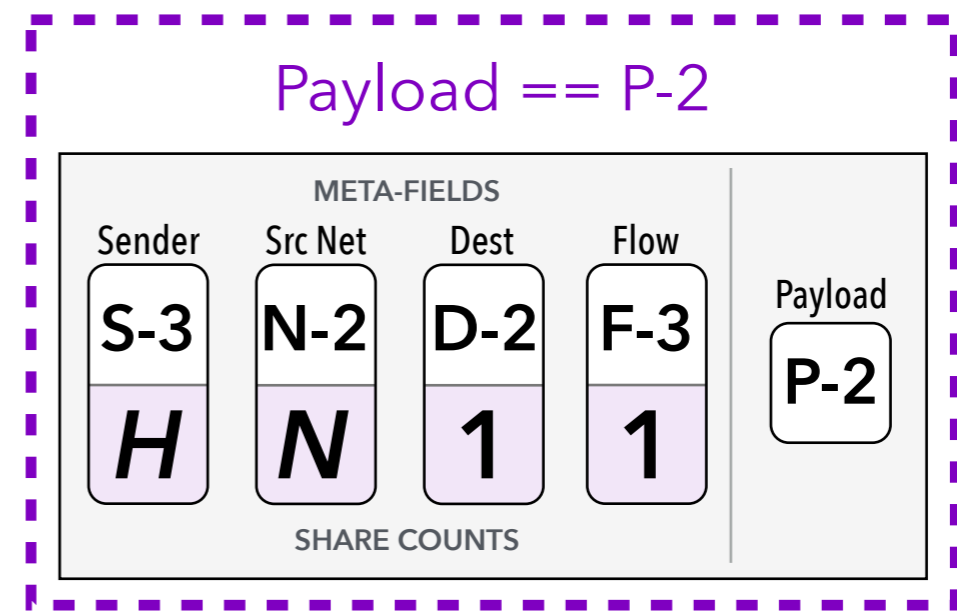 Payload == P-2
META-FIELDS
Sender Src Net Dest Flow
S-3 N-2 D-2 F-3
H N 1 1
SHARE COUNTS
Payload
P-2